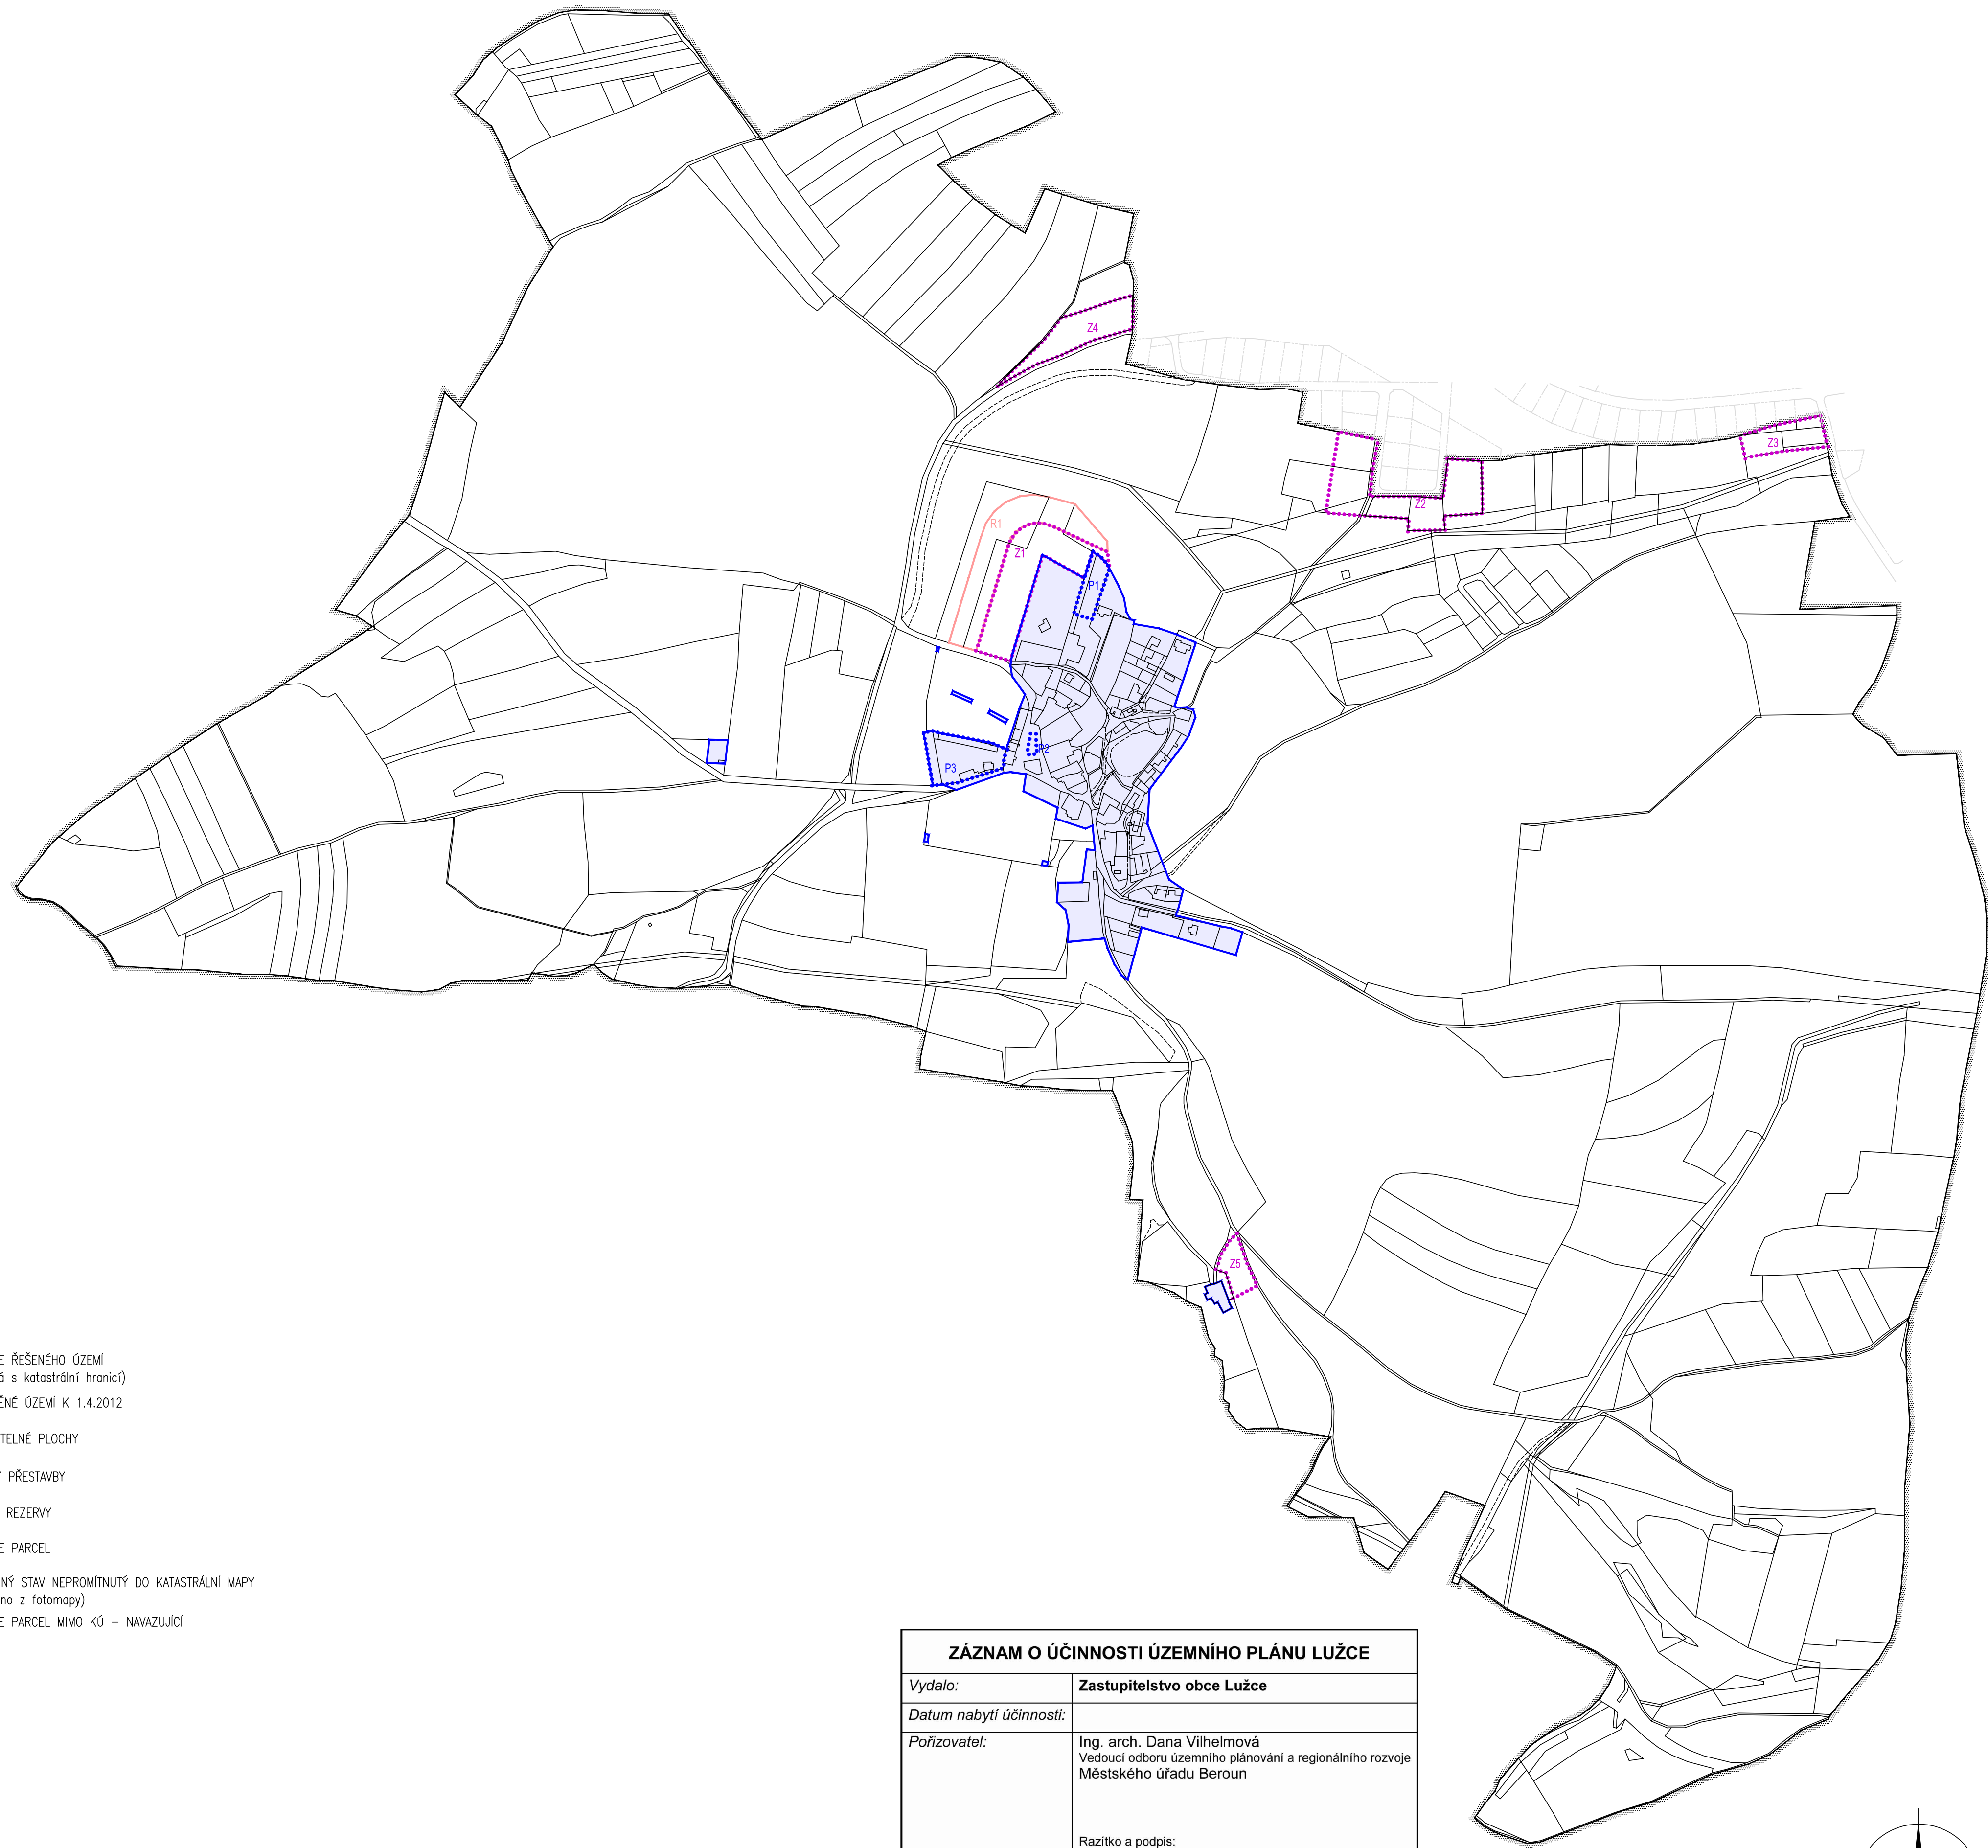 Z4
Z3
Z2
R1
Z1
P1
P2
P3
Z5
E ŘEŠENÉHO ÚZEMÍ
á s katastrální hranicí)
ĚNÉ ÚZEMÍ K 1.4.2012
TELNÉ PLOCHY
Y PŘESTAVBY
REZERVY
E PARCEL
NÝ STAV NEPROMÍTNUTÝ DO KATASTRÁLNÍ MAPY
no z fotomapy)
E PARCEL MIMO KÚ – NAVAZUJÍCÍ
ZÁZNAM O ÚČINNOSTI ÚZEMNÍHO PLÁNU LUŽCE
Vydalo: Zastupitelstvo obce Lužce
Datum nabytí účinnosti:
Pořizovatel: Ing. arch. Dana Vilhelmová
Vedoucí odboru územního plánování a regionálního rozvoje
Městského úřadu Beroun
Razítko a podpis: